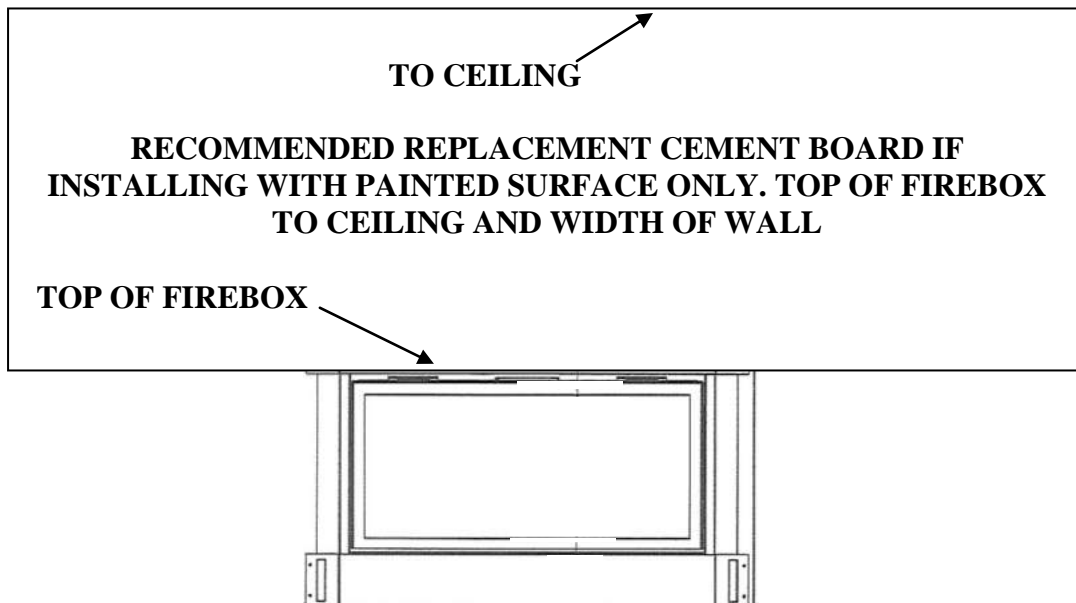 TO CEILING
RECOMMENDED REPLACEMENT CEMENT BOARD IF
INSTALLING WITH PAINTED SURFACE ONLY. TOP OF FIREBOX
TO CEILING AND WIDTH OF WALL
TOP OF FIREBOX